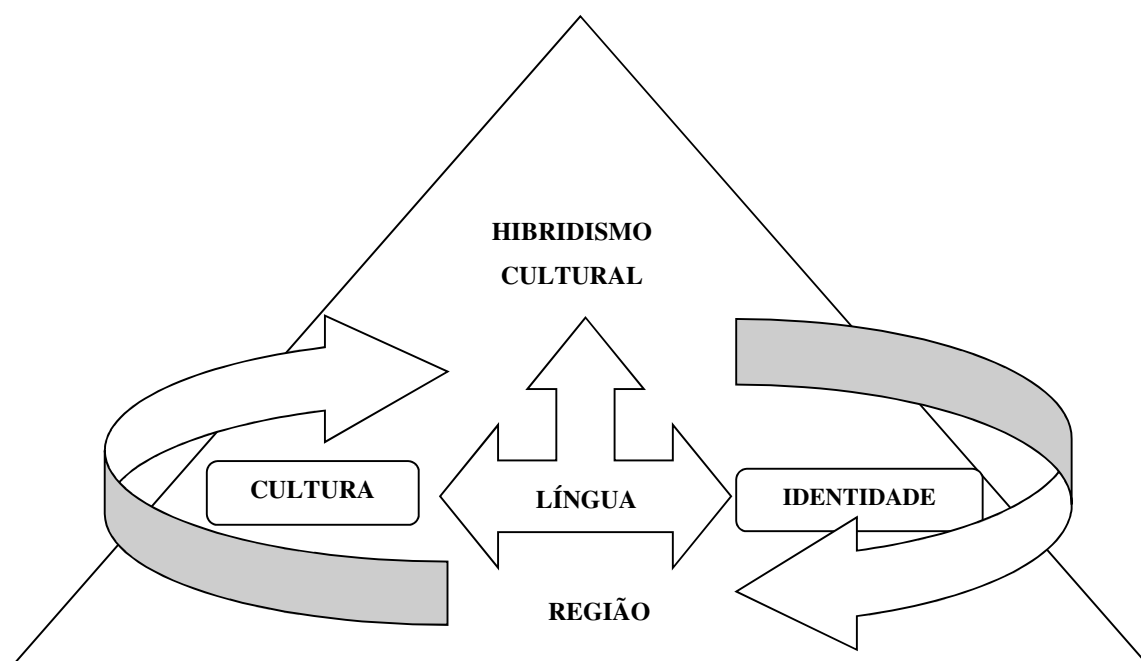 HIBRIDISMO
CULTURAL
CULTURA
LÍNGUA
IDENTIDADE
REGIÃO